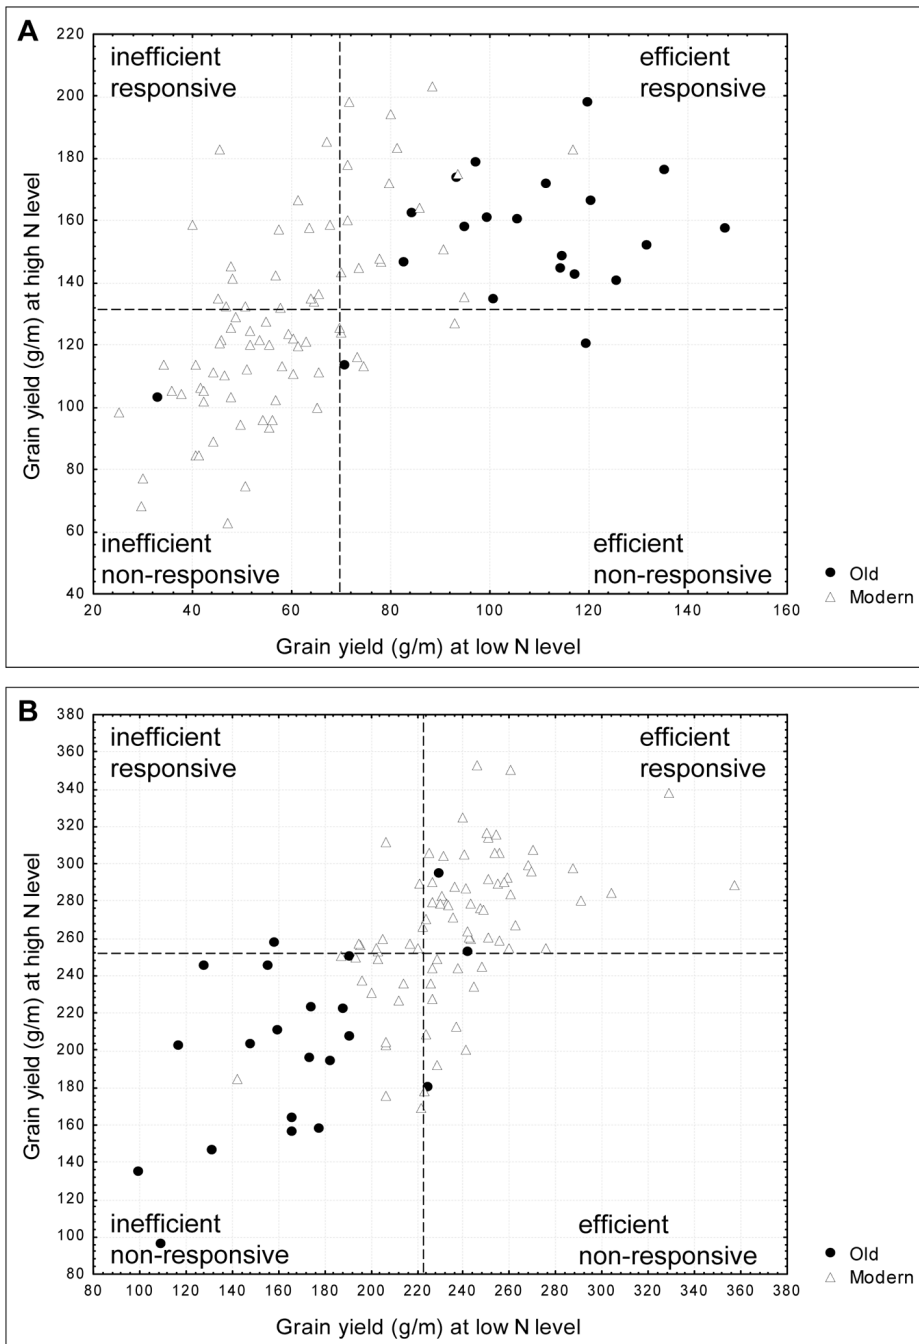 A
220
200
180
160
140
120
100
80
60
40
Grain yield (g/m) at high N level
inefficient
responsive
efficient
responsive
inefficient
non-responsive
efficient
non-responsive
20 40 60 80 100 120 140 160
Grain yield (g/m) at low N level
Old
Modern
B
380
360
340
320
300
280
260
240
220
200
180
160
140
120
100
80
Grain yield (g/m) at high N level
inefficient
responsive
efficient
responsive
inefficient
non-responsive
efficient
non-responsive
80 100 120 140 160 180 200 220 240 260 280 300 320 340 360 380
Grain yield (g/m) at low N level
Old
Modern